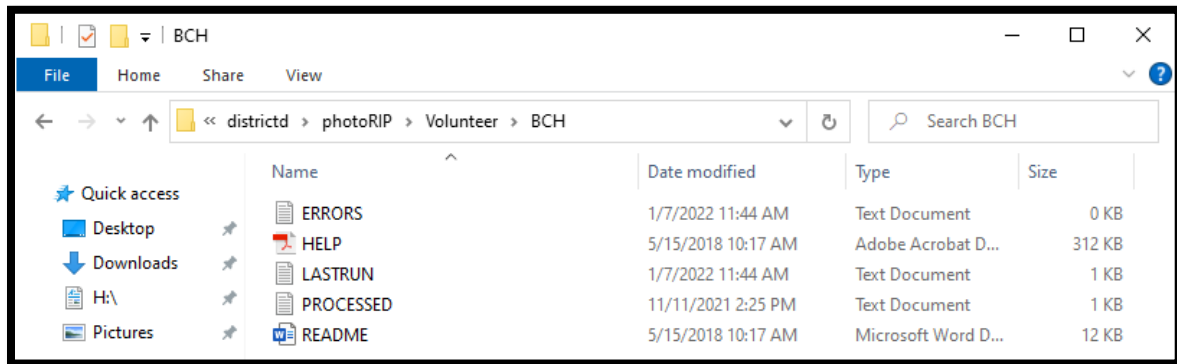 BCH
File Home Share View
« districtd > photoRIP > Volunteer > BCH Search BCH
Name Date modified Type Size
Quick access
Desktop
Downloads
H:\
Pictures
ERRORS 1/7/2022 11:44 AM Text Document 0 KB
HELP 5/15/2018 10:17 AM Adobe Acrobat D... 312 KB
LASTRUN 1/7/2022 11:44 AM Text Document 1 KB
PROCESSED 11/11/2021 2:25 PM Text Document 1 KB
README 5/15/2018 10:17 AM Microsoft Word D... 12 KB